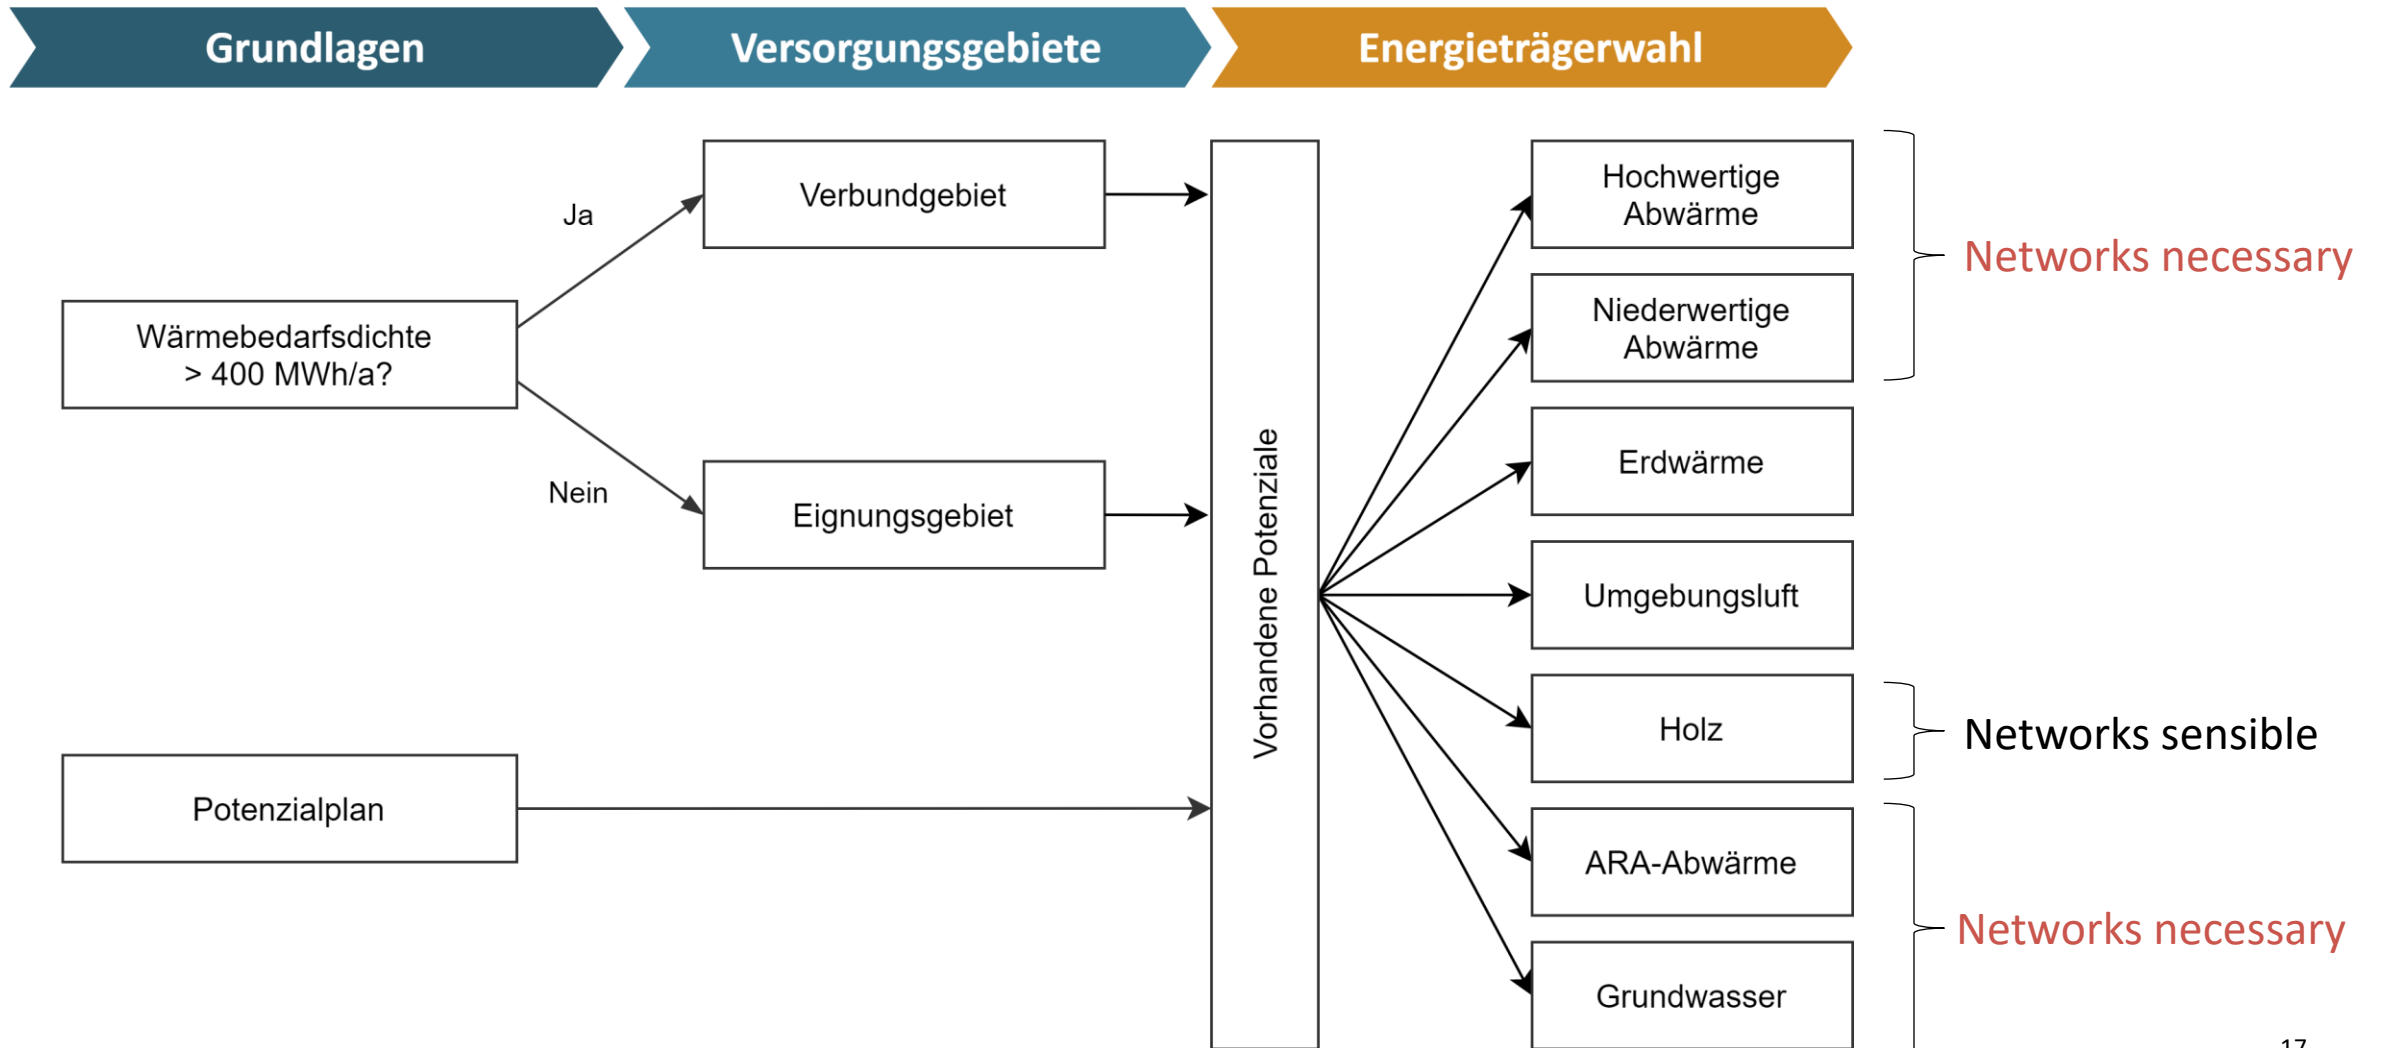 Grundlagen
Versorgungsgebiete
Energieträgerwahl
Wärmebedarfsdichte
> 400 MWh/a?
Ja
Nein
Verbundgebiet
Eignungsgebiet
Potenzialplan
Vorhandene Potenziale
Hochwertige
Abwärme
Niederwertige
Abwärme
Erdwärme
Umgebungsluft
Holz
ARA-Abwärme
Grundwasser
Networks necessary
Networks sensible
Networks necessary
17